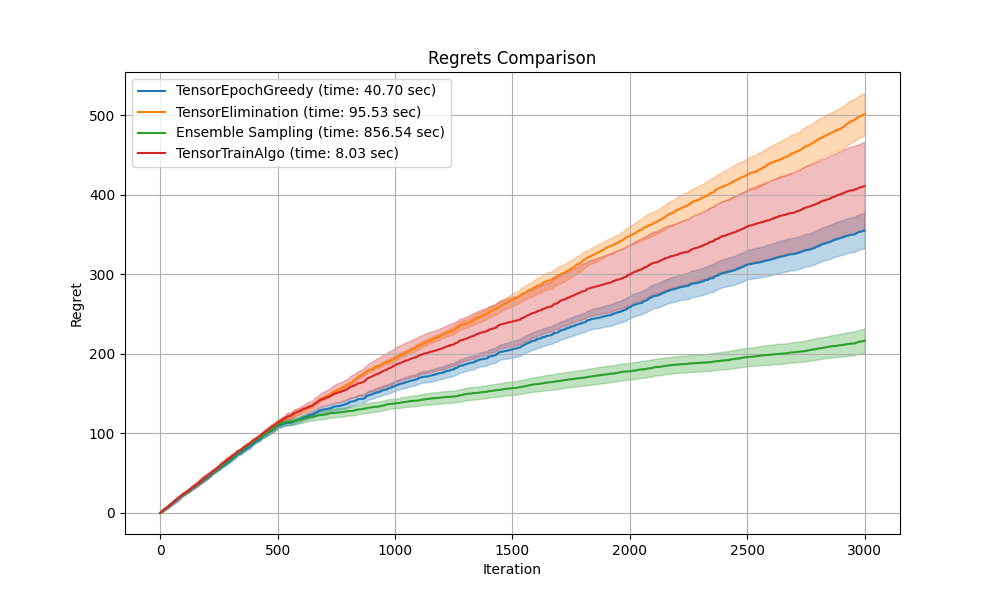 Regrets Comparison
TensorEpochGreedy (time: 40.70 sec)
TensorElimination (time: 95.53 sec)
Ensemble Sampling (time: 856.54 sec)
TensorTrainAlgo (time: 8.03 sec)
Regret
500
400
300
200
100
0
0 500 1000 1500 2000 2500 3000
Iteration